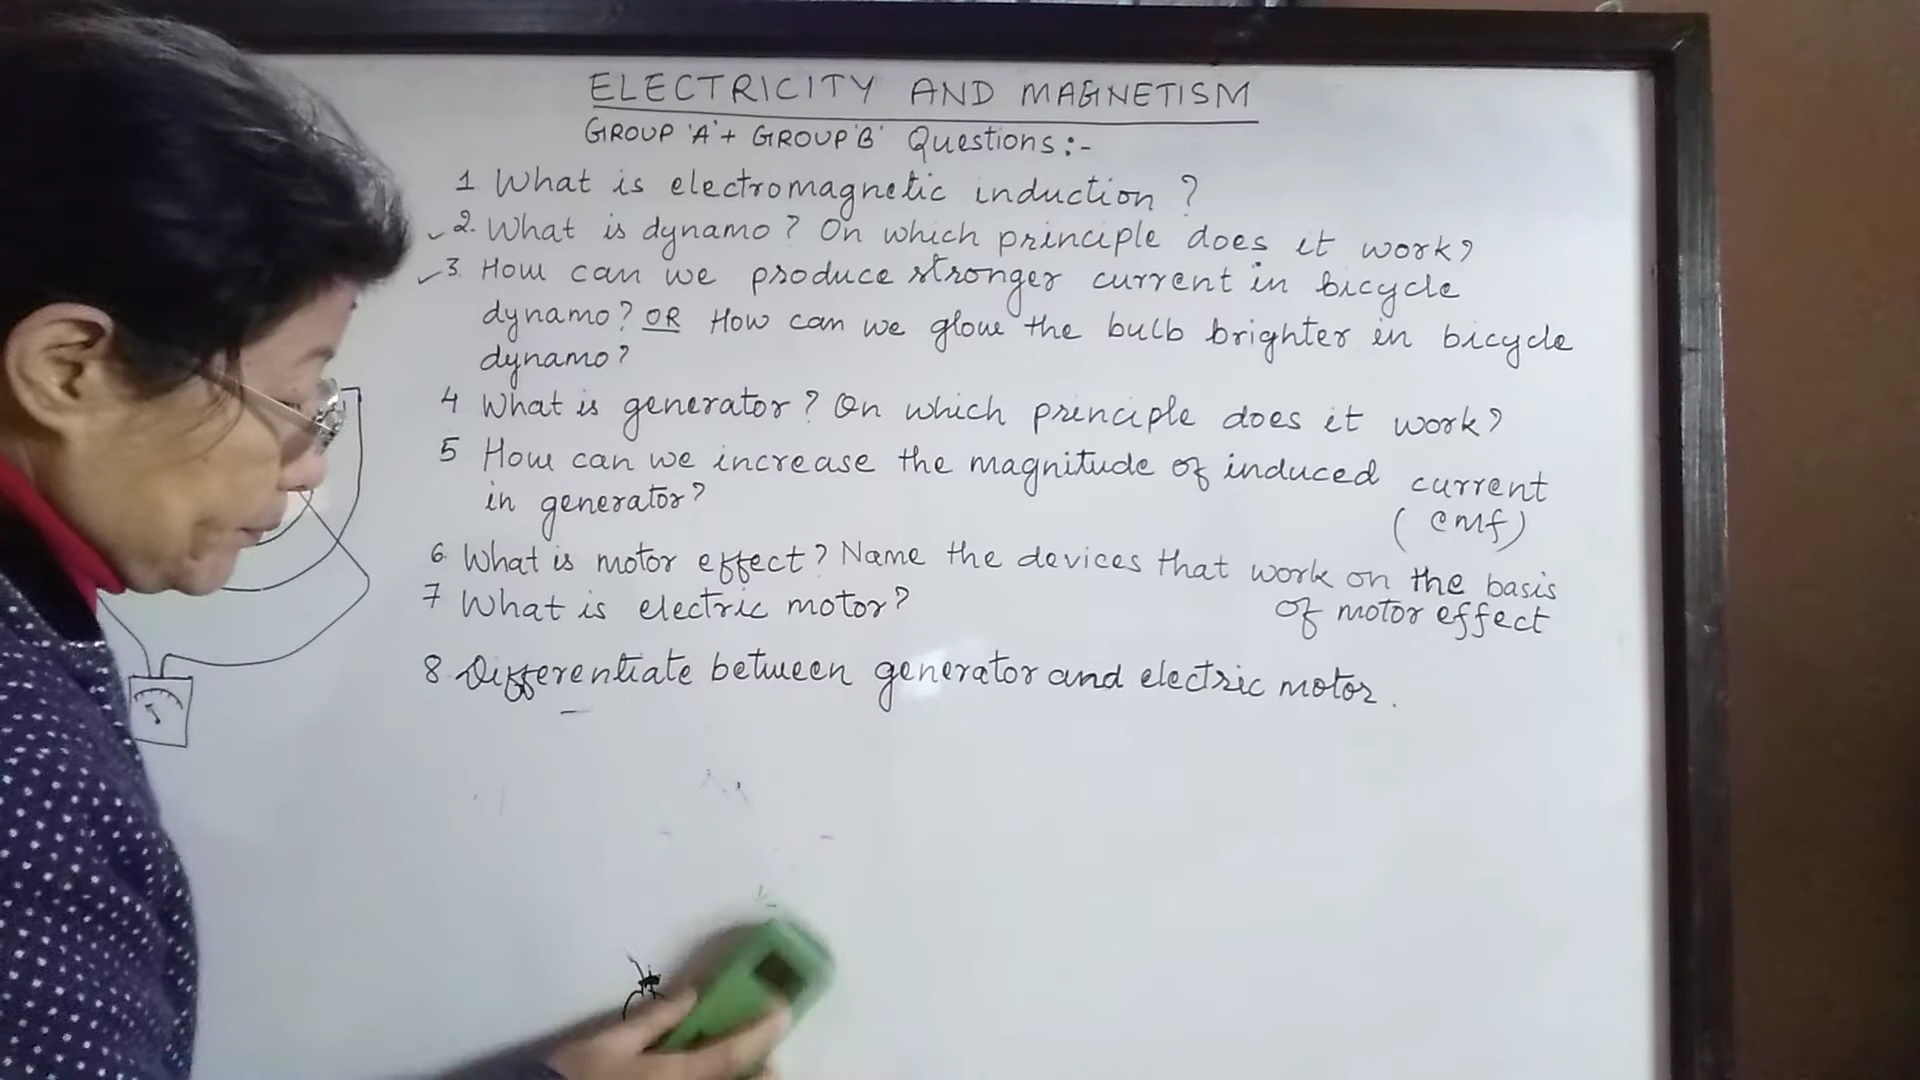 ELECTRICITY AND MAGNETISM
GROUP 'A' + GROUP 'B' Questions:-
1 What is electromagnetic induction?
2. What is dynamo? On which principle does it work?
3. How can we produce stronger current in bicycle
dynamo? OR How can we glow the bulb brighter in bicycle
dynamo?
4 What is generator? On which principle does it work?
5 How can we increase the magnitude of induced current
in generator? (emf)
6. What is motor effect? Name the devices that work on the basis
of motor effect
7 What is electric motor?
8. Differentiate between generator and electric motor.